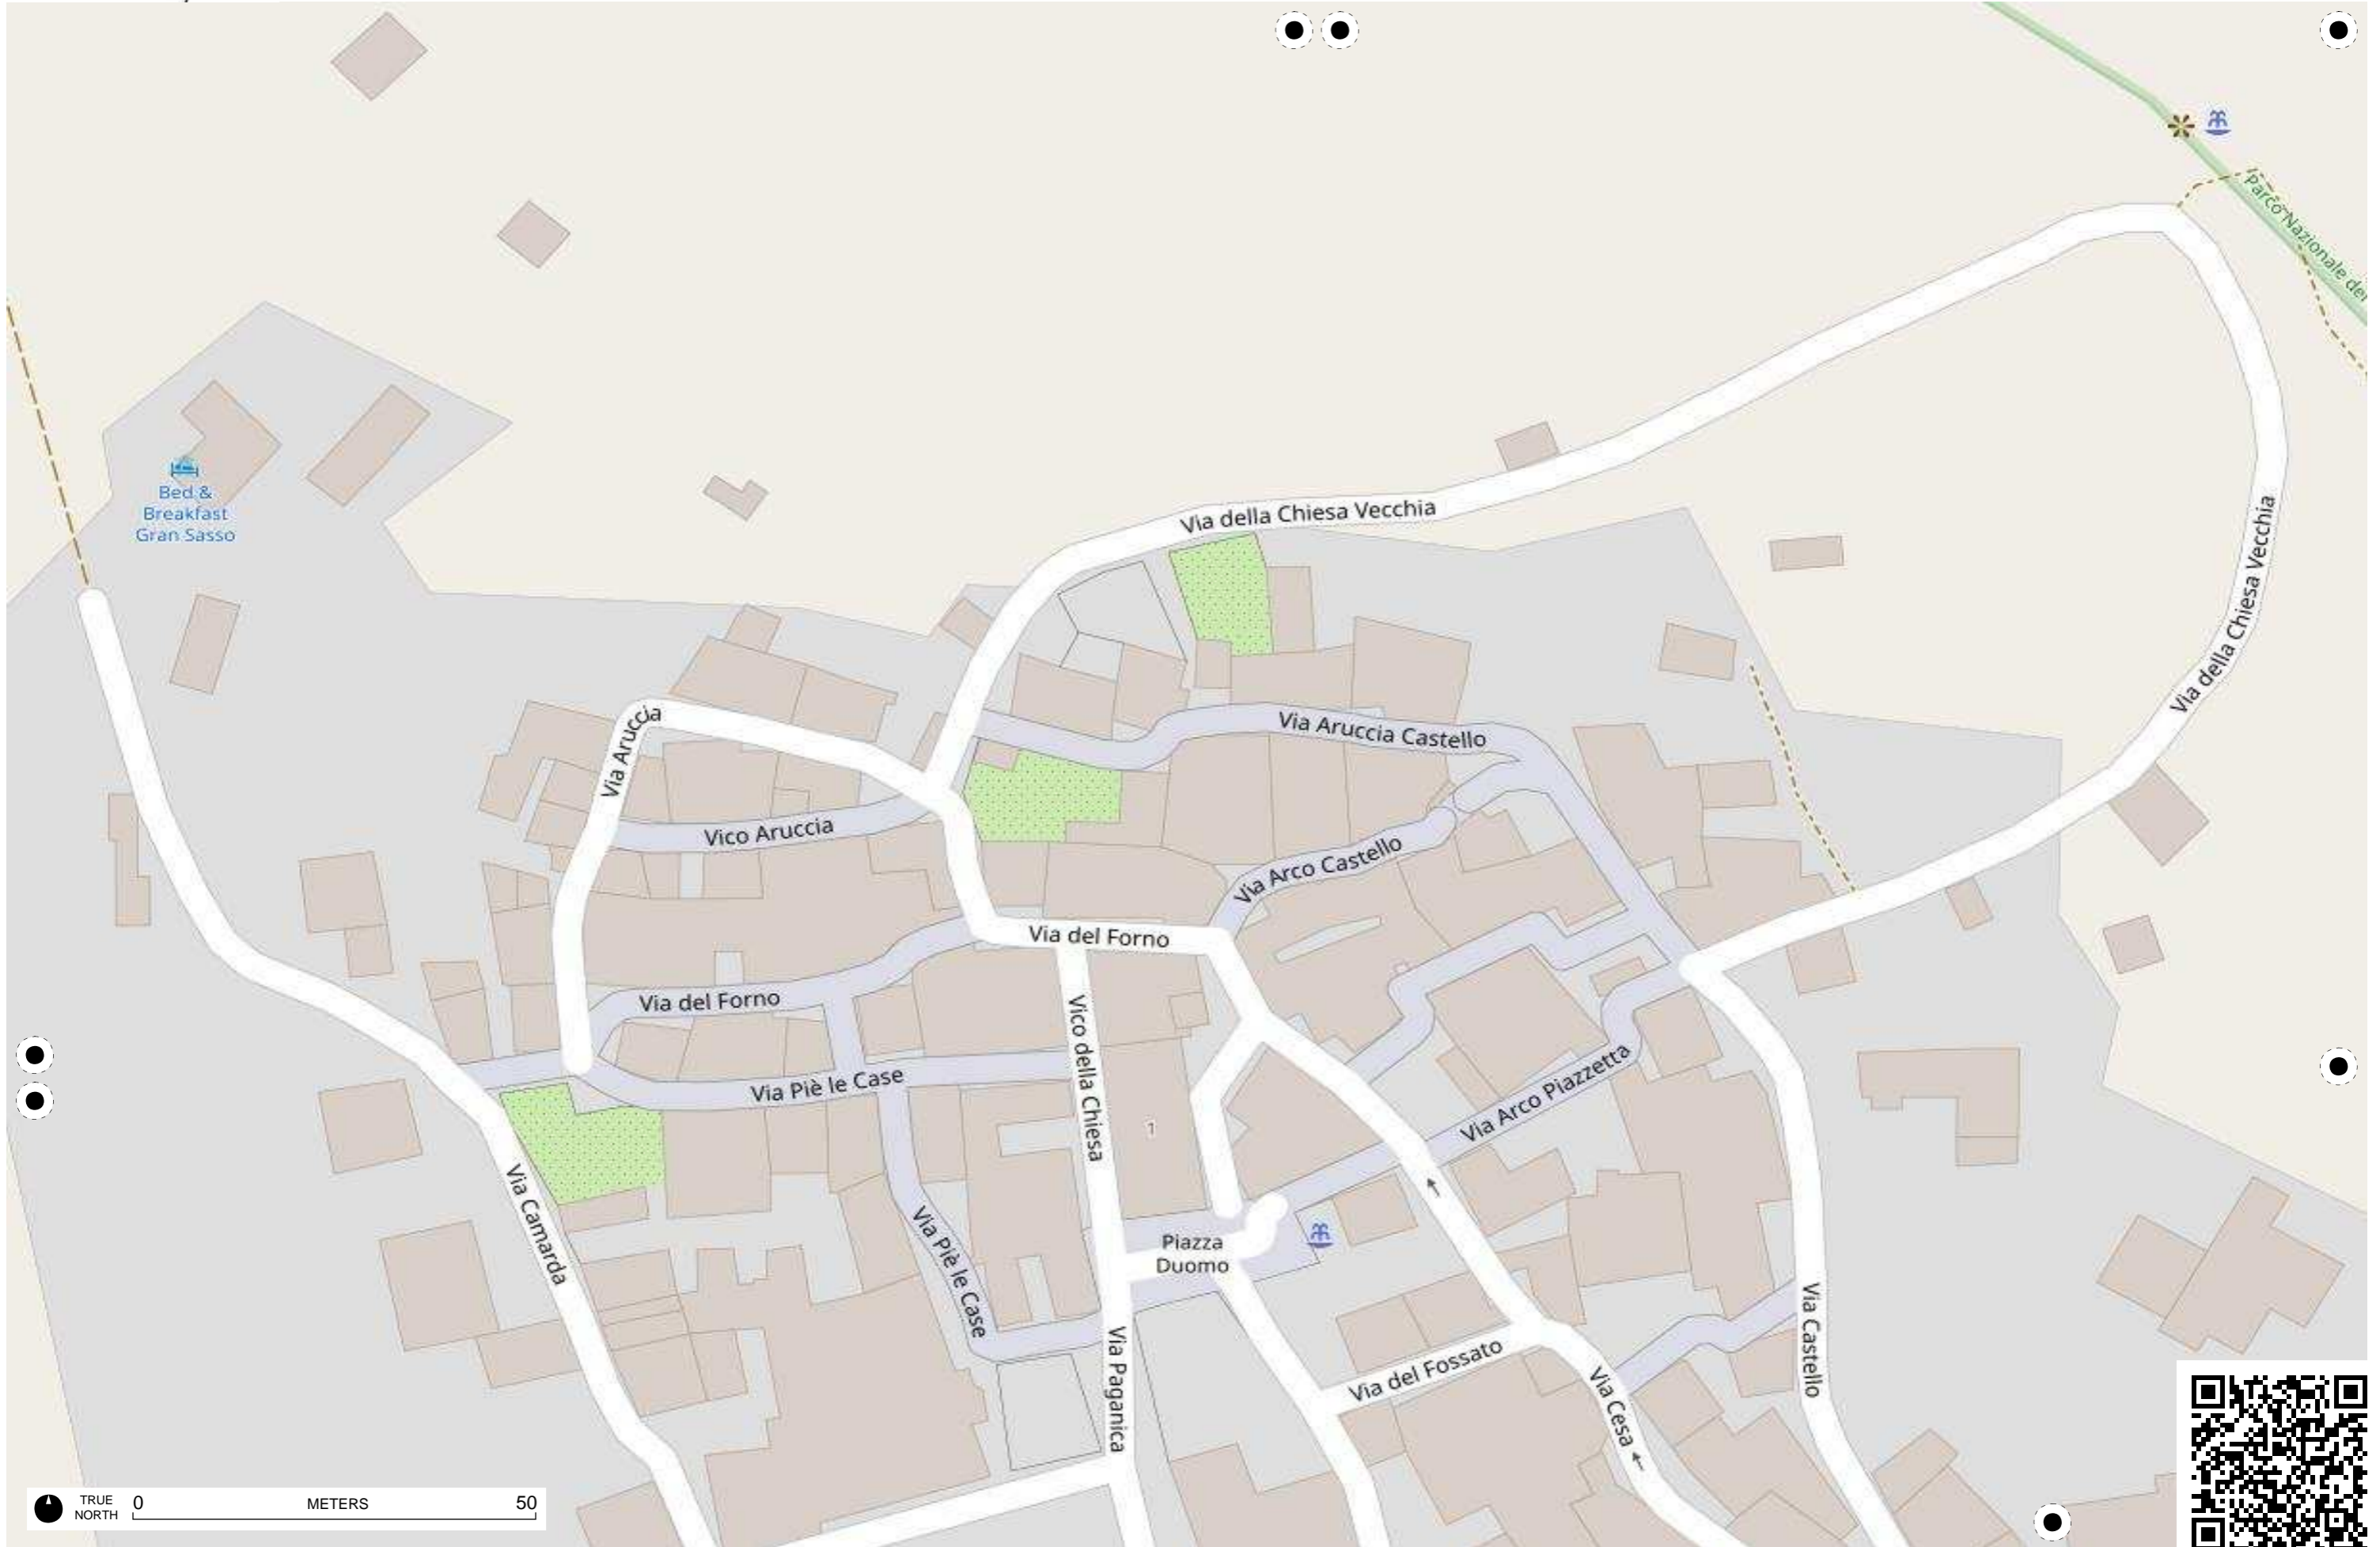 Parco Nazionale del
Bed &
Breakfast
Gran Sasso
Via della Chiesa Vecchia
Via della Chiesa Vecchia
Via Aruccia
Via Aruccia Castello
Vico Aruccia
Via Arco Castello
Via del Forno
Via del Forno
Vico della Chiesa
Via Piè le Case
Via Arco Piazzetta
1
Via Camarda
Via Piè le Case
Piazza
Duomo
Via Paganica
Via del Fossato
Via Cesa
Via Castello
TRUE
NORTH
0 METERS 50